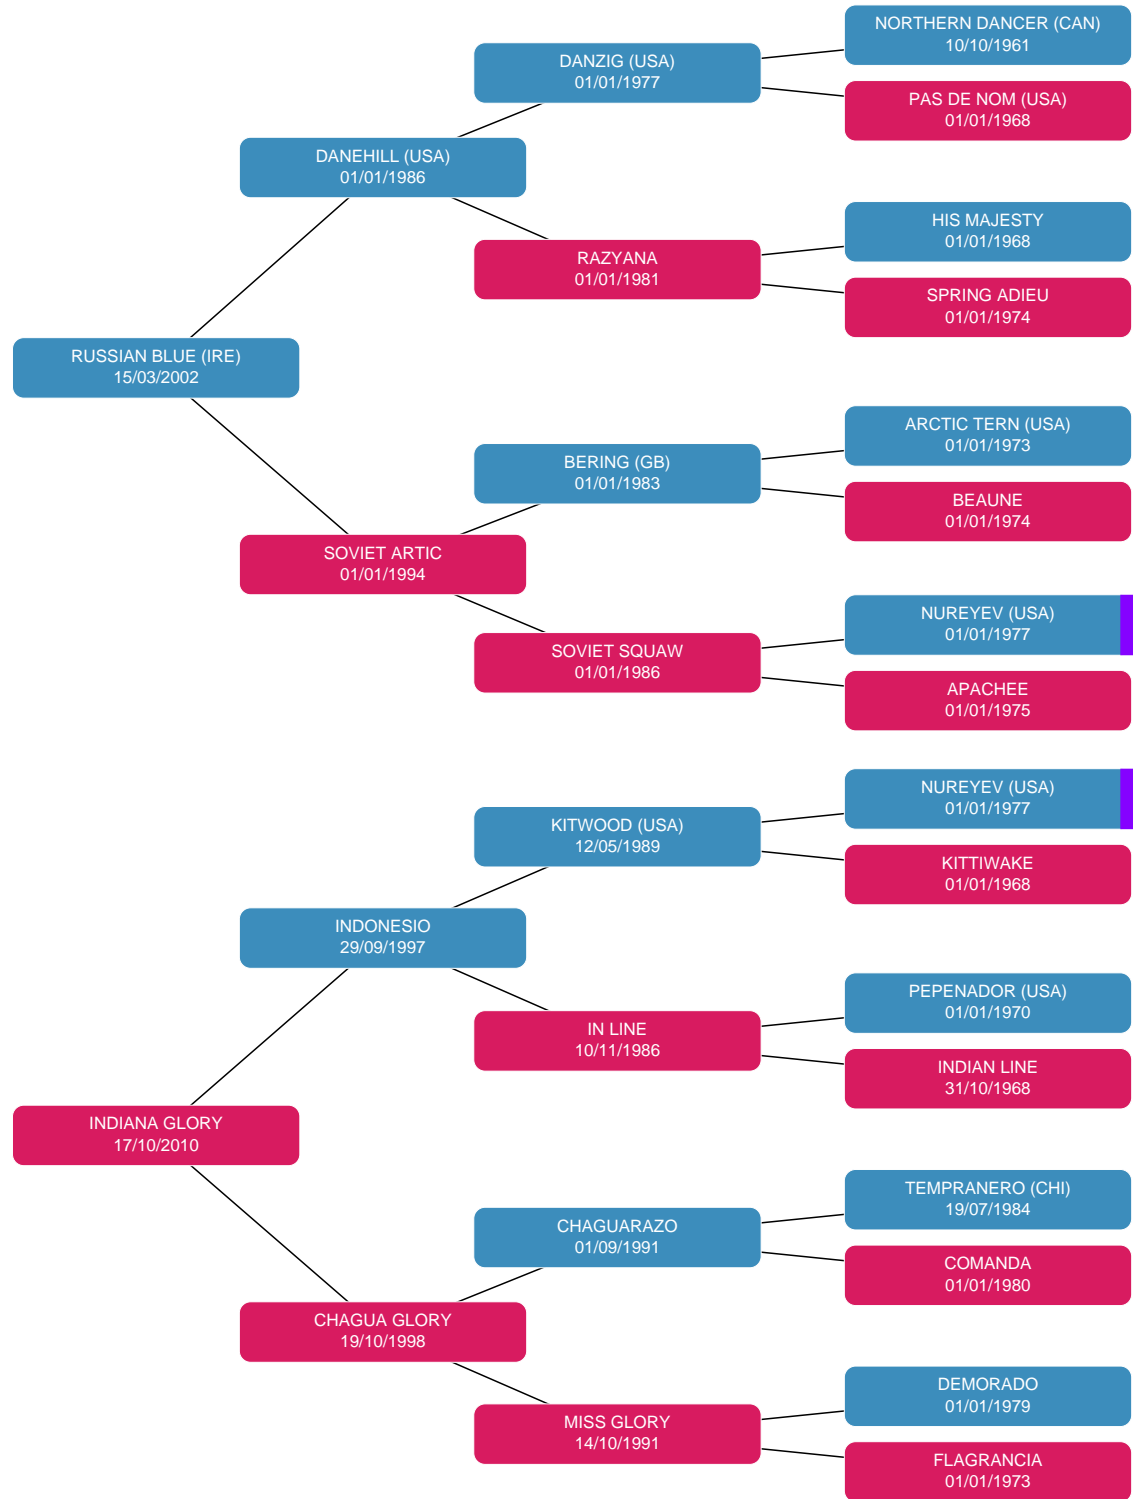 NORTHERN DANCER (CAN)
10/10/1961
DANZIG (USA)
01/01/1977
PAS DE NOM (USA)
01/01/1968
DANEHILL (USA)
01/01/1986
HIS MAJESTY
01/01/1968
RAZYANA
01/01/1981
SPRING ADIEU
01/01/1974
RUSSIAN BLUE (IRE)
15/03/2002
ARCTIC TERN (USA)
01/01/1973
BERING (GB)
01/01/1983
BEAUNE
01/01/1974
SOVIET ARTIC
01/01/1994
NUREYEV (USA)
01/01/1977
SOVIET SQUAW
01/01/1986
APACHEE
01/01/1975
NUREYEV (USA)
01/01/1977
KITWOOD (USA)
12/05/1989
KITTIWAKE
01/01/1968
INDONESIO
29/09/1997
PEPENADOR (USA)
01/01/1970
IN LINE
10/11/1986
INDIAN LINE
31/10/1968
INDIANA GLORY
17/10/2010
TEMPRANERO (CHI)
19/07/1984
CHAGUARAZO
01/09/1991
COMANDA
01/01/1980
CHAGUA GLORY
19/10/1998
DEMORADO
01/01/1979
MISS GLORY
14/10/1991
FLAGRANCIA
01/01/1973